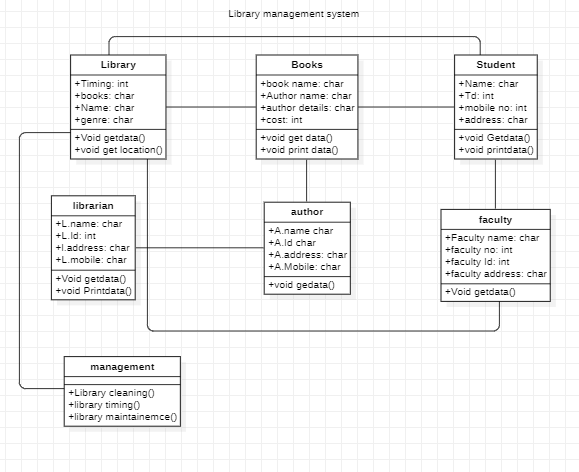 Library management system
Library
+Timing: int
+books: char
+Name: char
+genre: char
+Void getdata()
+void get location()
Books
+book name: char
+Author name: char
+author details: char
+cost: int
+void get data()
+void print data()
Student
+Name: char
+Td: int
+mobile no: int
+address: char
+void Getdata()
+void printdata()
librarian
+L.name: char
+L.Id: int
+l.address: char
+L.mobile: char
+Void getdata()
+void Printdata()
author
+A.name char
+A.Id char
+A.address: char
+A.Mobile: char
+void gedata()
faculty
+Faculty name: char
+faculty no: int
+faculty Id: int
+faculty address: char
+Void getdata()
management
+Library cleaning()
+library timing()
+library maintainemce()